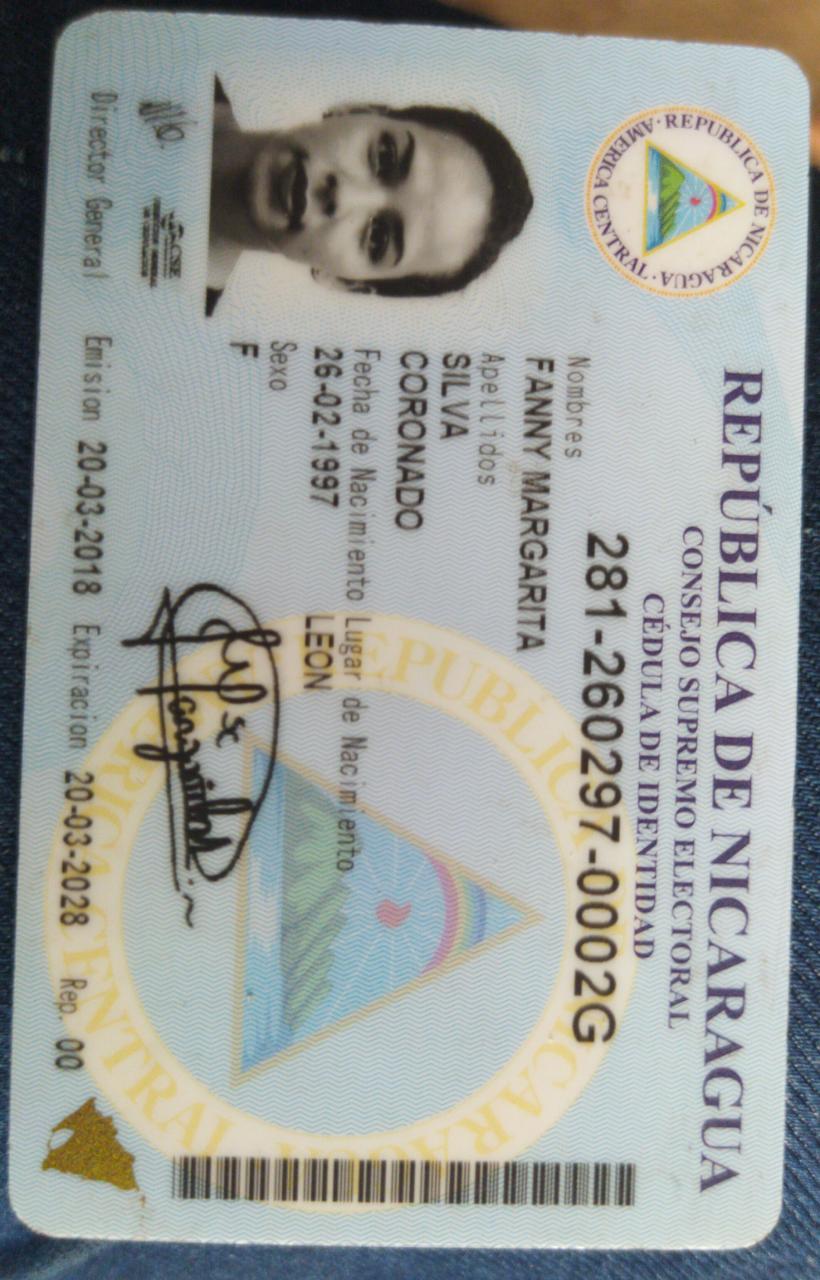 REPÚBLICA DE NICARAGUA
CONSEJO SUPREMO ELECTORAL
CÉDULA DE IDENTIDAD
REPUBLICA DE NICARAGUA · AMERICA CENTRAL ·
281-260297-0002G
Nombres
FANNY MARGARITA
Apellidos
SILVA
CORONADO
Fecha de Nacimiento Lugar de Nacimiento
26-02-1997 LEON
Sexo
F
CSE
Director General Emision 20-03-2018 Expiracion 20-03-2028 Rep. 00
REPUBLICA DE NICARAGUA
AMERICA CENTRAL